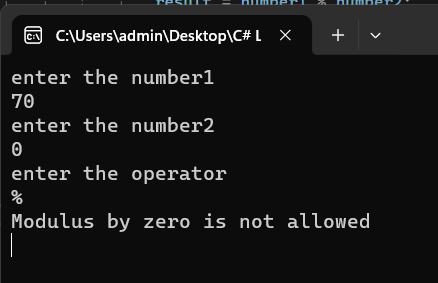 result = number1 % number2;
C:\Users\admin\Desktop\C# L
enter the number1
70
enter the number2
0
enter the operator
%
Modulus by zero is not allowed